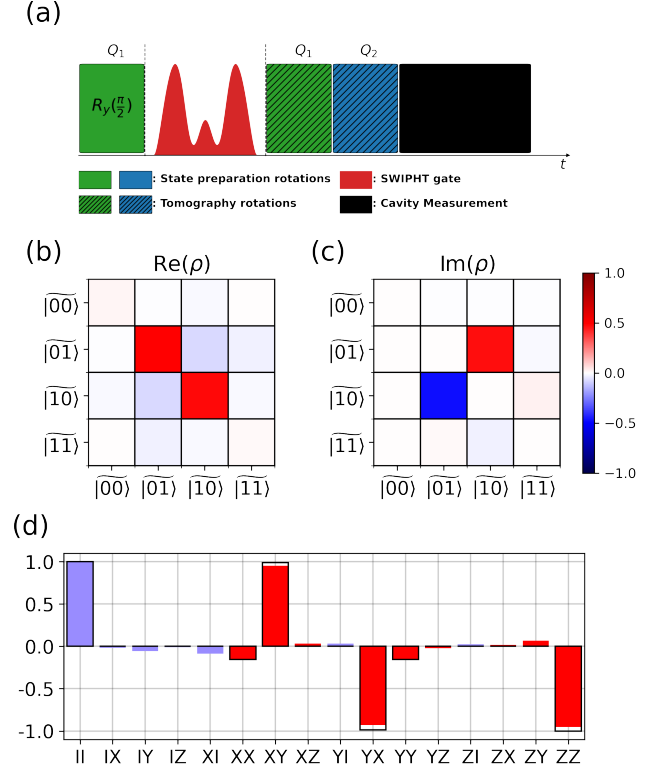 (a)
Q₁ Q₁ Q₂
R_y(π/2)
t
: State preparation rotations : SWIPHT gate
: Tomography rotations : Cavity Measurement
(b) (c)
Re(ρ) Im(ρ)
|00⟩ |00⟩ 1.0
|01⟩ |01⟩ 0.5
0.0
|10⟩ |10⟩ −0.5
|11⟩ |11⟩ −1.0
|00⟩ |01⟩ |10⟩ |11⟩ |00⟩ |01⟩ |10⟩ |11⟩
(d)
1.0
0.5
0.0
-0.5
-1.0
II IX IY IZ XI XX XY XZ YI YX YY YZ ZI ZX ZY ZZ